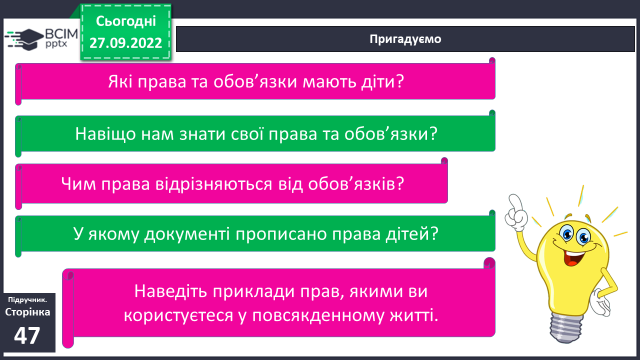 ВСІМ
pptx
Сьогодні
27.09.2022
Пригадуємо
Які права та обов’язки мають діти?
Навіщо нам знати свої права та обов’язки?
Чим права відрізняються від обов’язків?
У якому документі прописано права дітей?
Наведіть приклади прав, якими ви
користуєтеся у повсякденному житті.
Підручник.
Сторінка
47